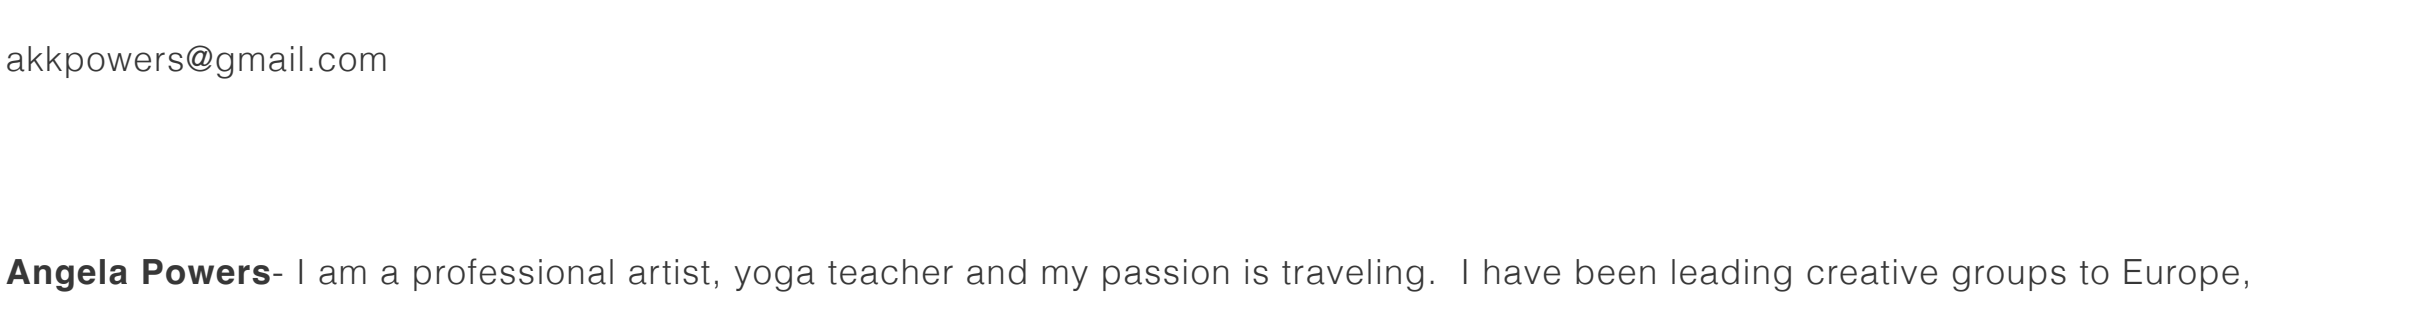 akkpowers@gmail.com
Angela Powers- I am a professional artist, yoga teacher and my passion is traveling.  I have been leading creative groups to Europe,